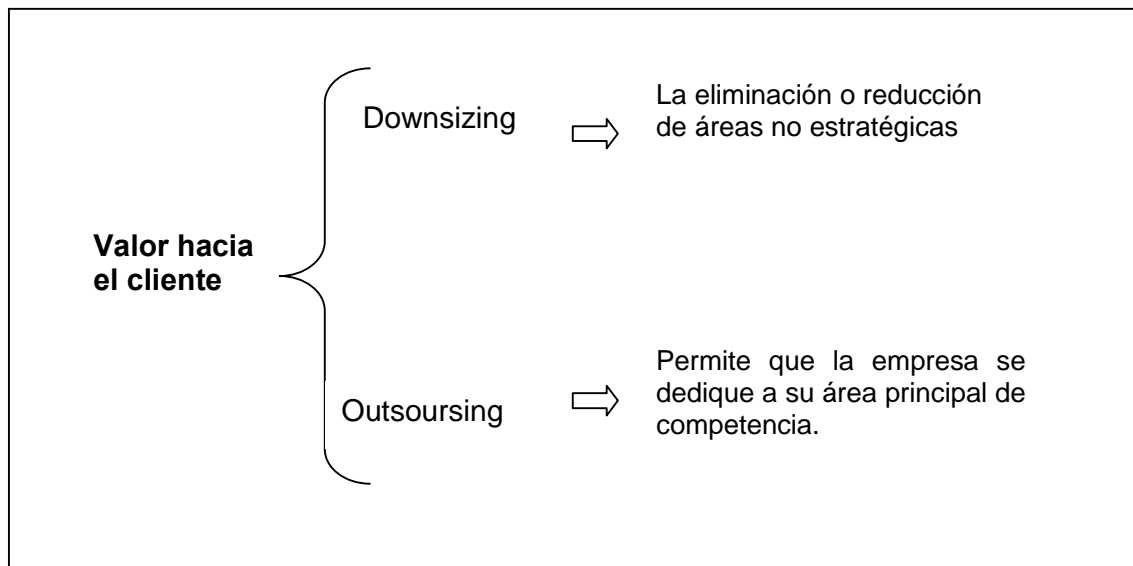 Downsizing
La eliminación o reducción
de áreas no estratégicas
Valor hacia
el cliente
Outsoursing
Permite que la empresa se
dedique a su área principal de
competencia.